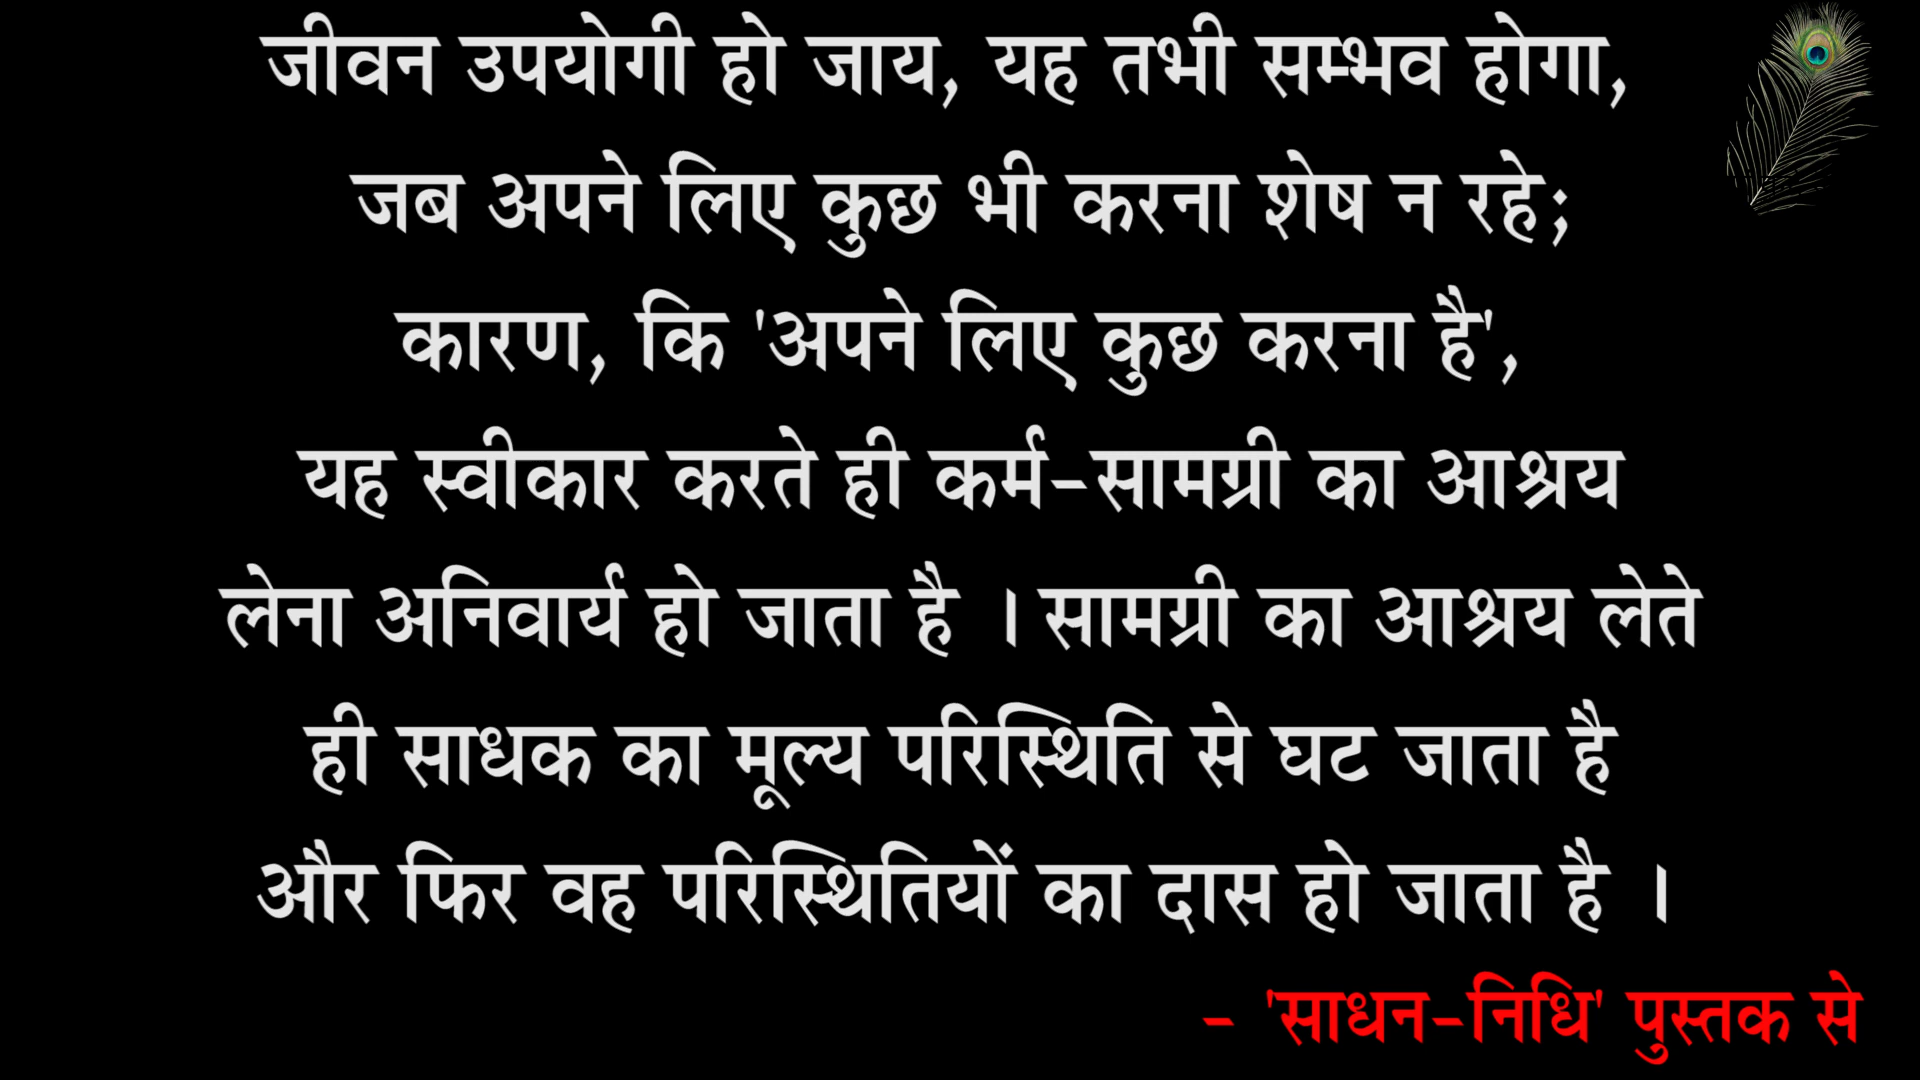 जीवन उपयोगी हो जाय, यह तभी सम्भव होगा,
जब अपने लिए कुछ भी करना शेष न रहे;
कारण, कि 'अपने लिए कुछ करना है',
यह स्वीकार करते ही कर्म-सामग्री का आश्रय
लेना अनिवार्य हो जाता है । सामग्री का आश्रय लेते
ही साधक का मूल्य परिस्थिति से घट जाता है
और फिर वह परिस्थितियों का दास हो जाता है ।
- 'साधन-निधि' पुस्तक से